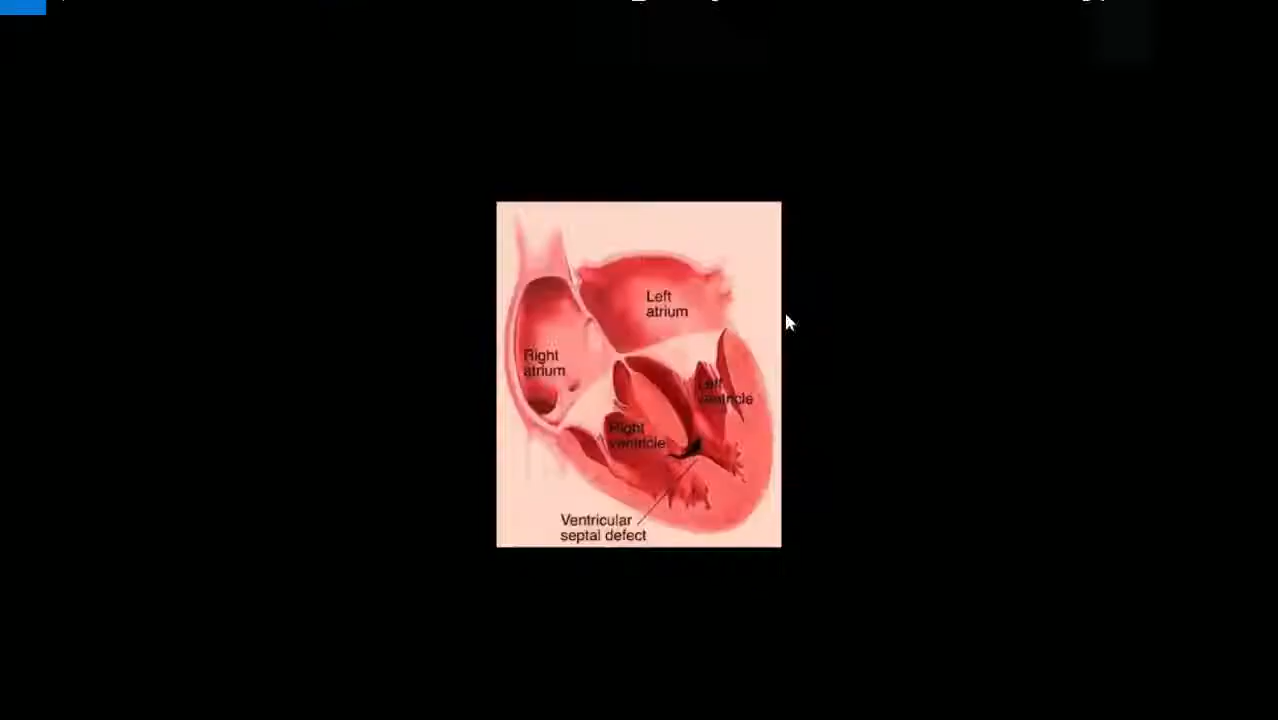 Left
atrium
Right
atrium
Left
ventricle
Right
ventricle
Ventricular
septal defect